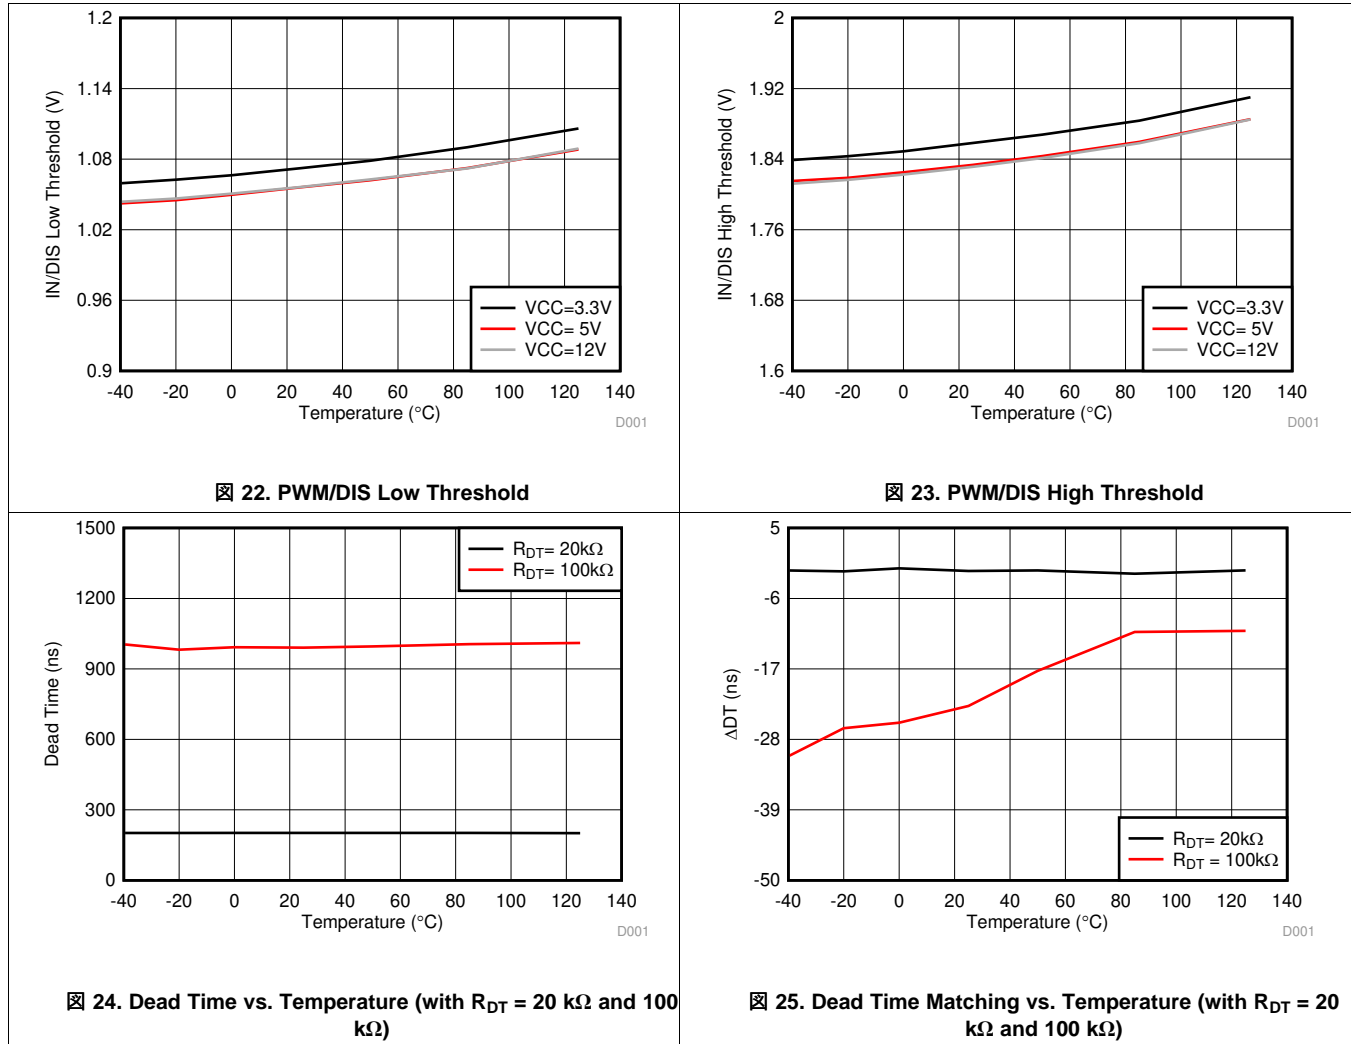 1.2
1.14
1.08
1.02
0.96
0.9
IN/DIS Low Threshold (V)
VCC=3.3V
VCC= 5V
VCC=12V
-40 -20 0 20 40 60 80 100 120 140
Temperature (°C)
D001
図 22. PWM/DIS Low Threshold
2
1.92
1.84
1.76
1.68
1.6
IN/DIS High Threshold (V)
VCC=3.3V
VCC= 5V
VCC=12V
-40 -20 0 20 40 60 80 100 120 140
Temperature (°C)
D001
図 23. PWM/DIS High Threshold
1500
1200
900
600
300
0
Dead Time (ns)
RDT= 20kΩ
RDT= 100kΩ
-40 -20 0 20 40 60 80 100 120 140
Temperature (°C)
D001
図 24. Dead Time vs. Temperature (with RDT = 20 kΩ and 100
kΩ)
5
-6
-17
-28
-39
-50
ΔDT (ns)
RDT= 20kΩ
RDT = 100kΩ
-40 -20 0 20 40 60 80 100 120 140
Temperature (°C)
D001
図 25. Dead Time Matching vs. Temperature (with RDT = 20
kΩ and 100 kΩ)